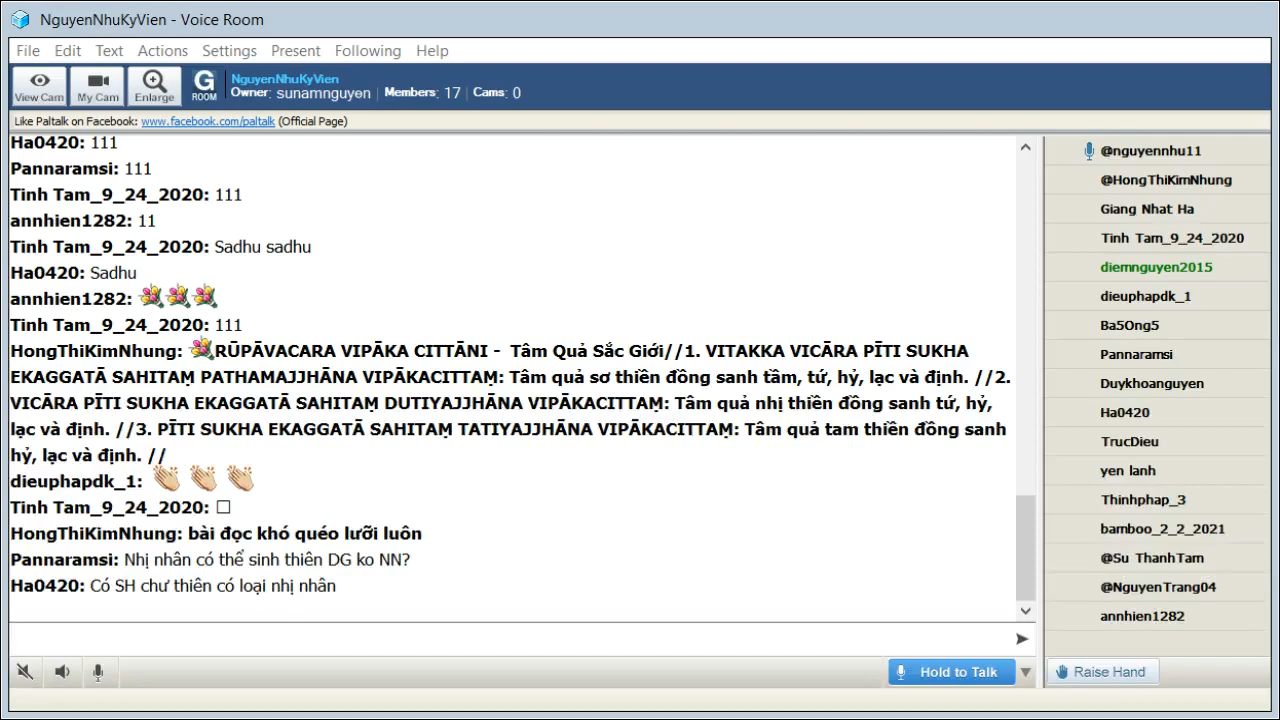 NguyenNhuKyVien - Voice Room
File Edit Text Actions Settings Present Following Help
View Cam My Cam Enlarge G ROOM
NguyenNhuKyVien
Owner: sunamnguyen | Members: 17 | Cams: 0
Like Paltalk on Facebook: www.facebook.com/paltalk (Official Page)
Ha0420: 111
Pannaramsi: 111
Tinh Tam_9_24_2020: 111
annhien1282: 11
Tinh Tam_9_24_2020: Sadhu sadhu
Ha0420: Sadhu
annhien1282:
Tinh Tam_9_24_2020: 111
HongThiKimNhung: RŪPĀVACARA VIPĀKA CITTĀNI - Tâm Quả Sắc Giới//1. VITAKKA VICĀRA PĪTI SUKHA
EKAGGATĀ SAHITAṂ PATHAMAJJHĀNA VIPĀKACITTAṂ: Tâm quả sơ thiền đồng sanh tầm, tứ, hỷ, lạc và định. //2.
VICĀRA PĪTI SUKHA EKAGGATĀ SAHITAṂ DUTIYAJJHĀNA VIPĀKACITTAṂ: Tâm quả nhị thiền đồng sanh tứ, hỷ,
lạc và định. //3. PĪTI SUKHA EKAGGATĀ SAHITAṂ TATIYAJJHĀNA VIPĀKACITTAṂ: Tâm quả tam thiền đồng sanh
hỷ, lạc và định. //
dieuphapdk_1:
Tinh Tam_9_24_2020: □
HongThiKimNhung: bài đọc khó quéo lưỡi luôn
Pannaramsi: Nhị nhân có thể sinh thiên DG ko NN?
Ha0420: Có SH chư thiên có loại nhị nhân
@nguyennhu11
@HongThiKimNhung
Giang Nhat Ha
Tinh Tam_9_24_2020
diemnguyen2015
dieuphapdk_1
Ba5Ong5
Pannaramsi
Duykhoanguyen
Ha0420
TrucDieu
yen lanh
Thinhphap_3
bamboo_2_2_2021
@Su ThanhTam
@NguyenTrang04
annhien1282
Hold to Talk
Raise Hand